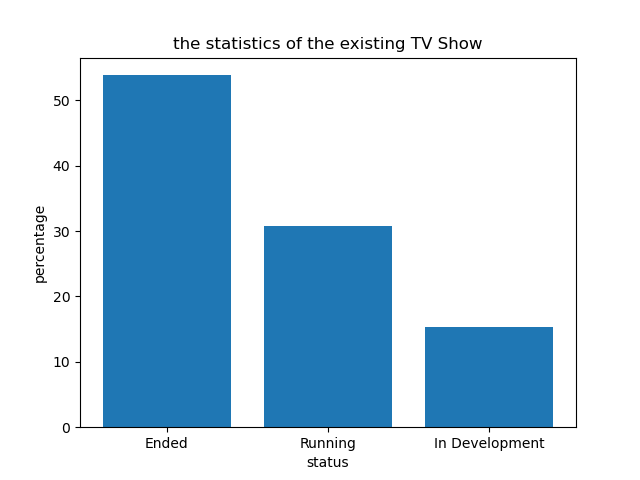 the statistics of the existing TV Show
percentage
50
40
30
20
10
0
Ended Running In Development
status